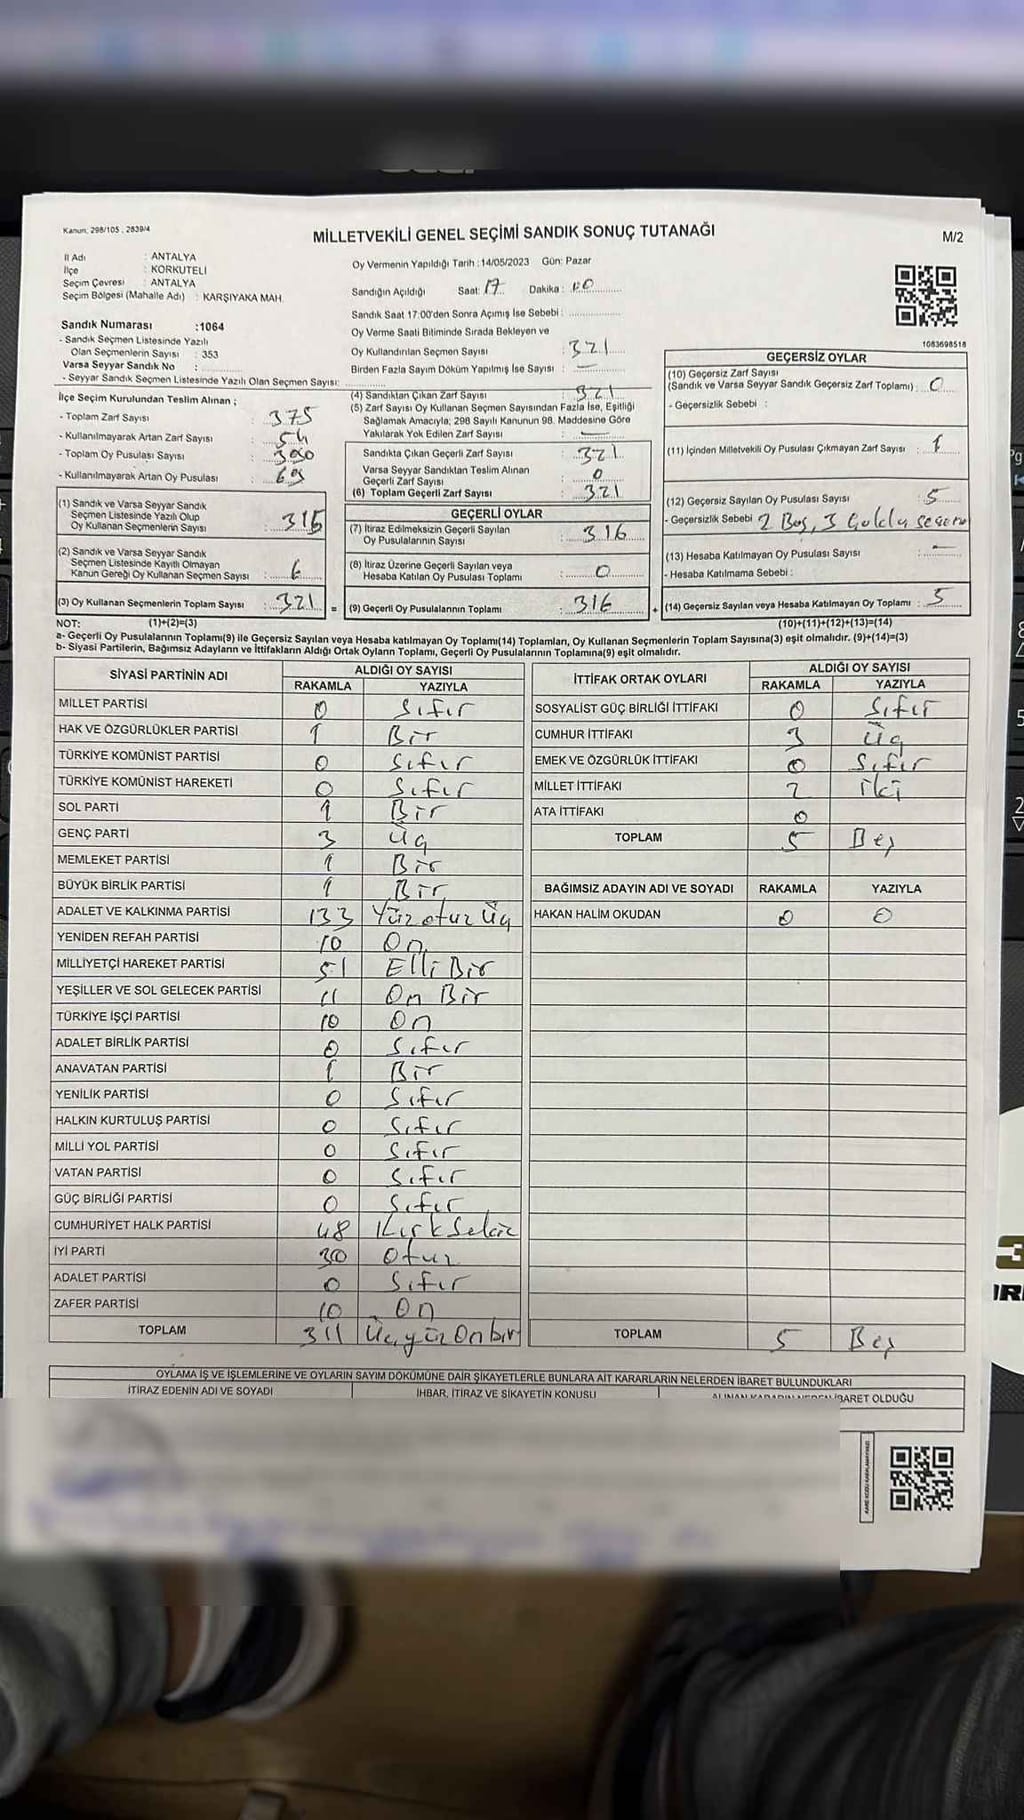 Kanun, 298/105 , 2839/4
MİLLETVEKİLİ GENEL SEÇİMİ SANDIK SONUÇ TUTANAĞI
M/2
İl Adı : ANTALYA
İlçe : KORKUTELİ
Seçim Çevresi : ANTALYA
Seçim Bölgesi (Mahalle Adı) : KARŞIYAKA MAH.
Sandık Numarası :1064
- Sandık Seçmen Listesinde Yazılı
Olan Seçmenlerin Sayısı : 353
Varsa Seyyar Sandık No :
- Seyyar Sandık Seçmen Listesinde Yazılı Olan Seçmen Sayısı:
Oy Vermenin Yapıldığı Tarih :14/05/2023 Gün: Pazar
Sandığın Açıldığı Saat: 17 Dakika :
Sandık Saat 17:00'den Sonra Açımış İse Sebebi :
Oy Verme Saati Bitiminde Sırada Bekleyen ve
Oy Kullandırılan Seçmen Sayısı : 321
Birden Fazla Sayım Döküm Yapılmış İse Sayısı : —
1083698518
İlçe Seçim Kurulundan Teslim Alınan ;
- Toplam Zarf Sayısı : 375
- Kullanılmayarak Artan Zarf Sayısı : 54
- Toplam Oy Pusulası Sayısı :
- Kullanılmayarak Artan Oy Pusulası : 69
(1) Sandık ve Varsa Seyyar Sandık
Seçmen Listesinde Yazılı Olup
Oy Kullanan Seçmenlerin Sayısı : 315
(2) Sandık ve Varsa Seyyar Sandık
Seçmen Listesinde Kayıtlı Olmayan
Kanun Gereği Oy Kullanan Seçmen Sayısı : 6
(3) Oy Kullanan Seçmenlerin Toplam Sayısı : 321 =
(4) Sandıktan Çıkan Zarf Sayısı : 321
(5) Zarf Sayısı Oy Kullanan Seçmen Sayısından Fazla İse, Eşitliği
Sağlamak Amacıyla; 298 Sayılı Kanunun 98. Maddesine Göre
Yakılarak Yok Edilen Zarf Sayısı : —
Sandıkta Çıkan Geçerli Zarf Sayısı : 321
Varsa Seyyar Sandıktan Teslim Alınan
Geçerli Zarf Sayısı : 0
(6) Toplam Geçerli Zarf Sayısı : 321
GEÇERLİ OYLAR
(7) İtiraz Edilmeksizin Geçerli Sayılan
Oy Pusulalarının Sayısı : 316
(8) İtiraz Üzerine Geçerli Sayılan veya
Hesaba Katılan Oy Pusulası Toplamı : 0
(9) Geçerli Oy Pusulalarının Toplamı : 316 +
GEÇERSİZ OYLAR
(10) Geçersiz Zarf Sayısı
(Sandık ve Varsa Seyyar Sandık Geçersiz Zarf Toplamı) : 0
- Geçersizlik Sebebi :
(11) İçinden Milletvekili Oy Pusulası Çıkmayan Zarf Sayısı : 1
(12) Geçersiz Sayılan Oy Pusulası Sayısı : 5
- Geçersizlik Sebebi : 2 Boş, 3
(13) Hesaba Katılmayan Oy Pusulası Sayısı : —
- Hesaba Katılmama Sebebi :
(14) Geçersiz Sayılan veya Hesaba Katılmayan Oy Toplamı : 5
NOT: (1)+(2)=(3) (10)+(11)+(12)+(13)=(14)
a- Geçerli Oy Pusulalarının Toplamı(9) ile Geçersiz Sayılan veya Hesaba katılmayan Oy Toplamı(14) Toplamları, Oy Kullanan Seçmenlerin Toplam Sayısına(3) eşit olmalıdır. (9)+(14)=(3)
b- Siyasi Partilerin, Bağımsız Adayların ve İttifakların Aldığı Ortak Oyların Toplamı, Geçerli Oy Pusulalarının Toplamına(9) eşit olmalıdır.
SİYASİ PARTİNİN ADI ALDIĞI OY SAYISI
RAKAMLA YAZIYLA
MİLLET PARTİSİ 0 Sıfır
HAK VE ÖZGÜRLÜKLER PARTİSİ 1 Bir
TÜRKİYE KOMÜNİST PARTİSİ 0 Sıfır
TÜRKİYE KOMÜNİST HAREKETİ 0 Sıfır
SOL PARTİ 1 Bir
GENÇ PARTİ 3 Üç
MEMLEKET PARTİSİ 1 Bir
BÜYÜK BİRLİK PARTİSİ 1 Bir
ADALET VE KALKINMA PARTİSİ 133 Yüz otuz Üç
YENİDEN REFAH PARTİSİ 10 On
MİLLİYETÇİ HAREKET PARTİSİ 51 Elli Bir
YEŞİLLER VE SOL GELECEK PARTİSİ 11 On Bir
TÜRKİYE İŞÇİ PARTİSİ 10 On
ADALET BİRLİK PARTİSİ 0 Sıfır
ANAVATAN PARTİSİ 1 Bir
YENİLİK PARTİSİ 0 Sıfır
HALKIN KURTULUŞ PARTİSİ 0 Sıfır
MİLLİ YOL PARTİSİ 0 Sıfır
VATAN PARTİSİ 0 Sıfır
GÜÇ BİRLİĞİ PARTİSİ 0 Sıfır
CUMHURİYET HALK PARTİSİ 48 Kırk Sekiz
İYİ PARTİ 30 Otuz
ADALET PARTİSİ 0 Sıfır
ZAFER PARTİSİ 10 On
TOPLAM 311 Üçyüz Onbir
İTTİFAK ORTAK OYLARI ALDIĞI OY SAYISI
RAKAMLA YAZIYLA
SOSYALİST GÜÇ BİRLİĞİ İTTİFAKI 0 Sıfır
CUMHUR İTTİFAKI 3 Üç
EMEK VE ÖZGÜRLÜK İTTİFAKI 0 Sıfır
MİLLET İTTİFAKI 2 İki
ATA İTTİFAKI 0
TOPLAM 5 Beş
BAĞIMSIZ ADAYIN ADI VE SOYADI RAKAMLA YAZIYLA
HAKAN HALİM OKUDAN 0 0
TOPLAM 5 Beş
OYLAMA İŞ VE İŞLEMLERİNE VE OYLARIN SAYIM DÖKÜMÜNE DAİR ŞİKAYETLERLE BUNLARA AİT KARARLARIN NELERDEN İBARET BULUNDUKLARI
İTİRAZ EDENİN ADI VE SOYADI İHBAR, İTİRAZ VE ŞİKAYETİN KONUSU ALINAN KARARIN NEDEN İBARET OLDUĞU